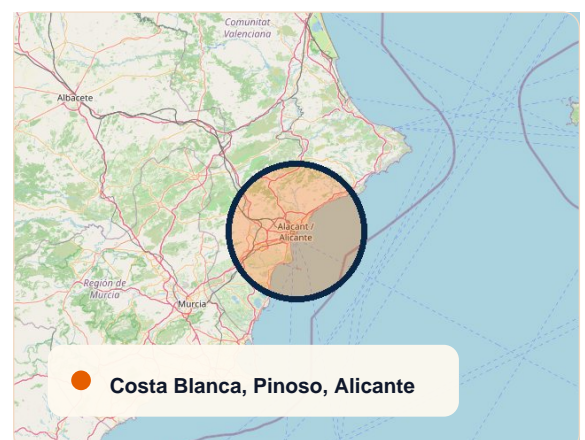 Comunitat
Valenciana
Albacete
Alacant /
Alicante
Región de
Murcia
Murcia
Costa Blanca, Pinoso, Alicante